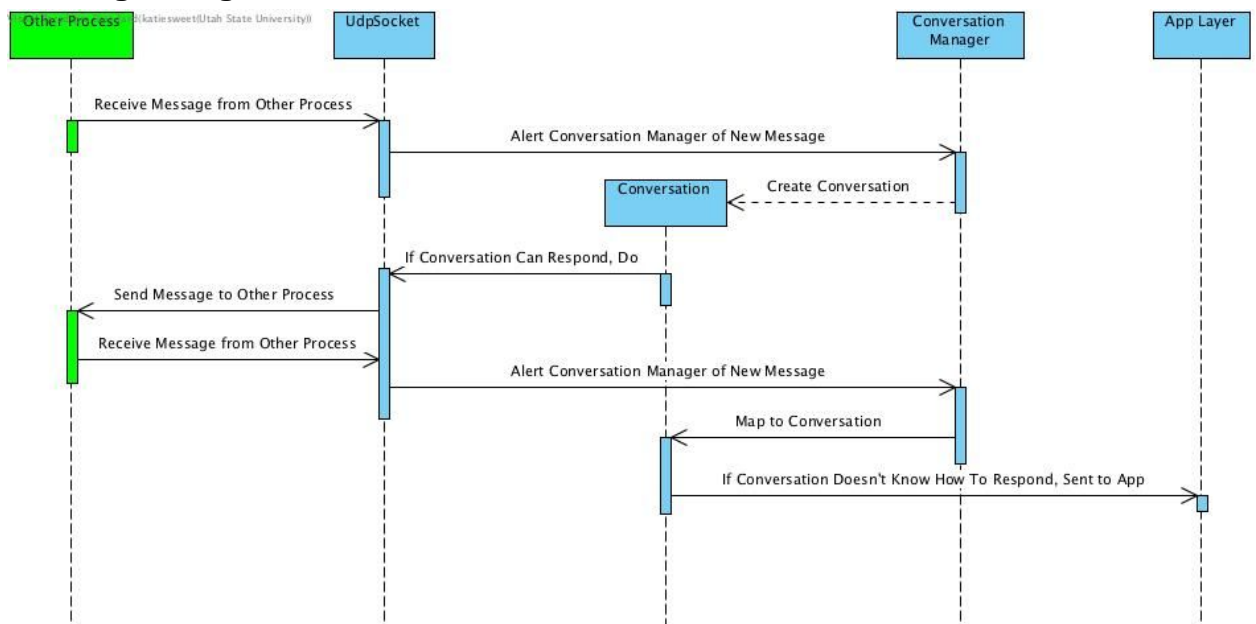 Other Process
katiesweet(Utah State University))
UdpSocket
Conversation
Manager
App Layer
Receive Message from Other Process
Alert Conversation Manager of New Message
Conversation
Create Conversation
If Conversation Can Respond, Do
Send Message to Other Process
Receive Message from Other Process
Alert Conversation Manager of New Message
Map to Conversation
If Conversation Doesn't Know How To Respond, Sent to App